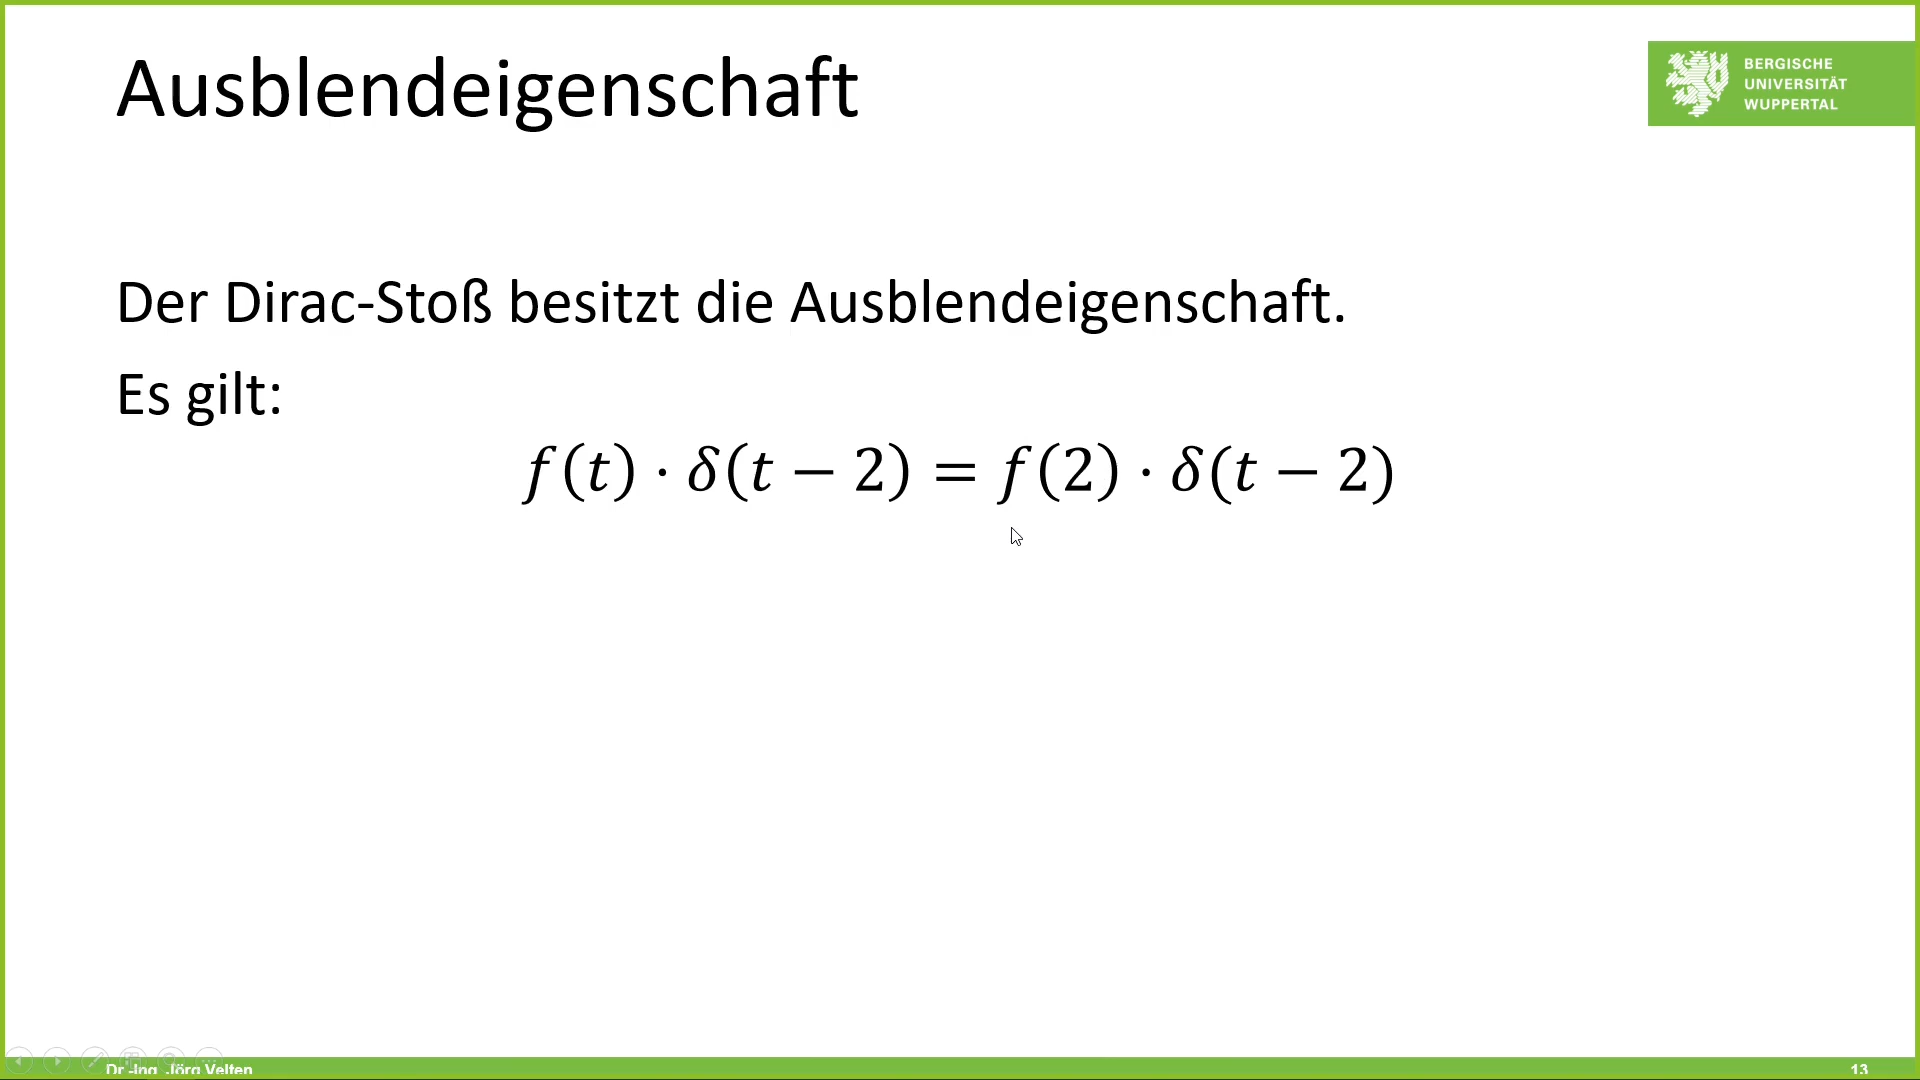 Ausblendeigenschaft
BERGISCHE
UNIVERSITÄT
WUPPERTAL
Der Dirac-Stoß besitzt die Ausblendeigenschaft.
Es gilt:
f(t) · δ(t − 2) = f(2) · δ(t − 2)
Dr.-Ing. Jörg Velten
13